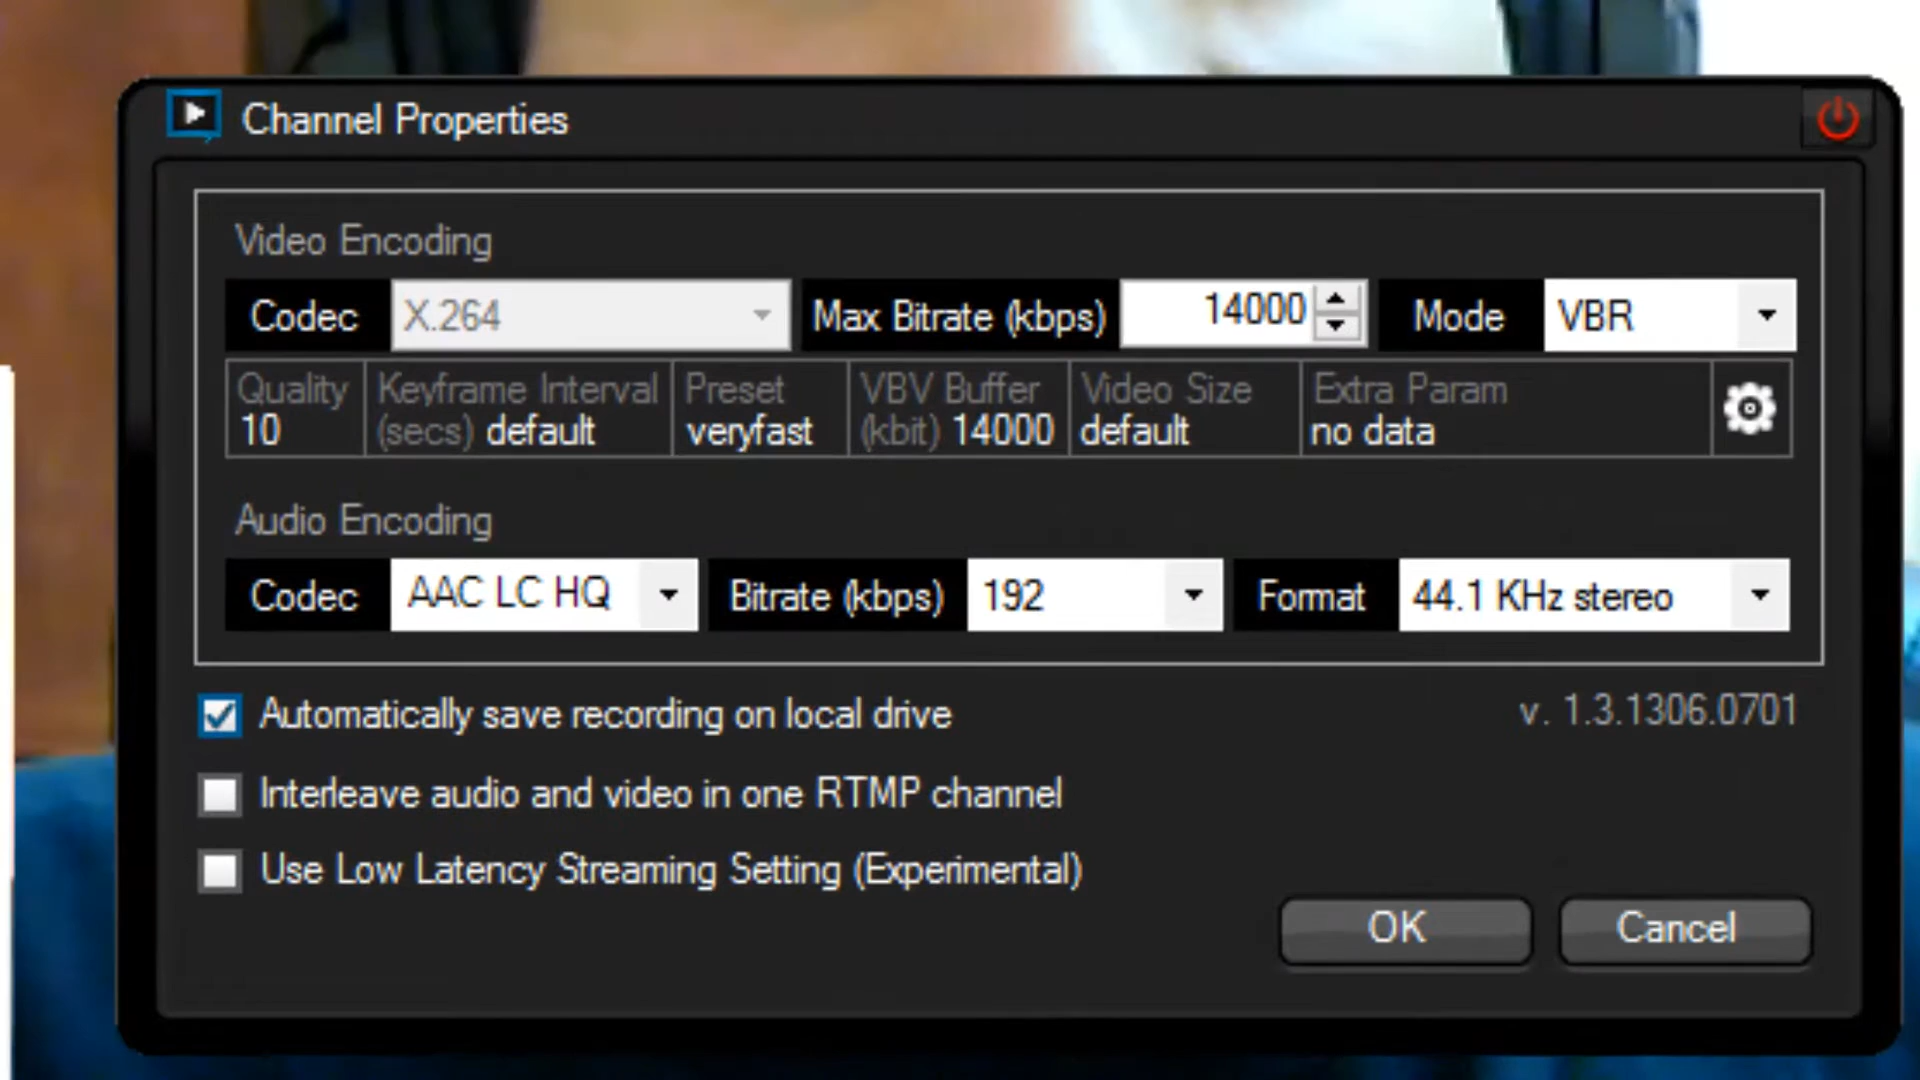 Channel Properties
Video Encoding
Codec X.264 Max Bitrate (kbps) 14000 Mode VBR
Quality Keyframe Interval Preset VBV Buffer Video Size Extra Param
10 (secs) default veryfast (kbit) 14000 default no data
Audio Encoding
Codec AAC LC HQ Bitrate (kbps) 192 Format 44.1 KHz stereo
Automatically save recording on local drive v. 1.3.1306.0701
Interleave audio and video in one RTMP channel
Use Low Latency Streaming Setting (Experimental)
OK Cancel